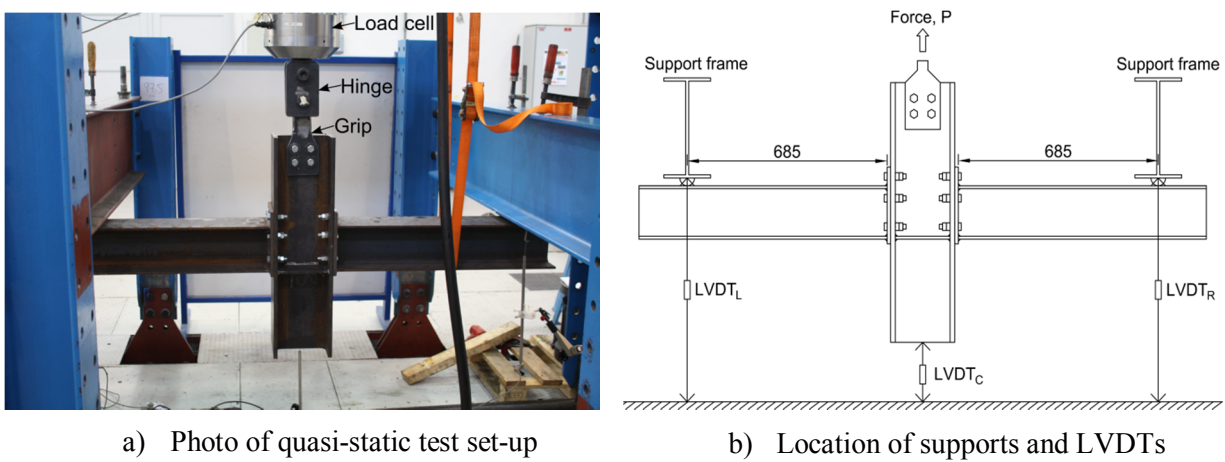 Load cell
Hinge
Grip
Force, P
Support frame
Support frame
685
685
LVDT_L
LVDT_R
LVDT_C
a) Photo of quasi-static test set-up
b) Location of supports and LVDTs